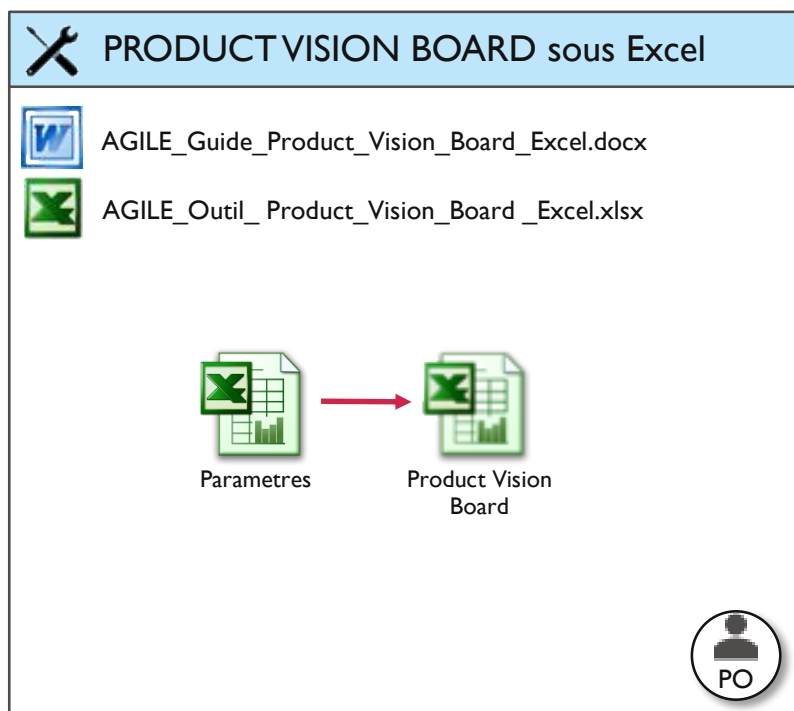 PRODUCT VISION BOARD sous Excel
AGILE_Guide_Product_Vision_Board_Excel.docx
AGILE_Outil_ Product_Vision_Board _Excel.xlsx
Parametres
Product Vision
Board
PO